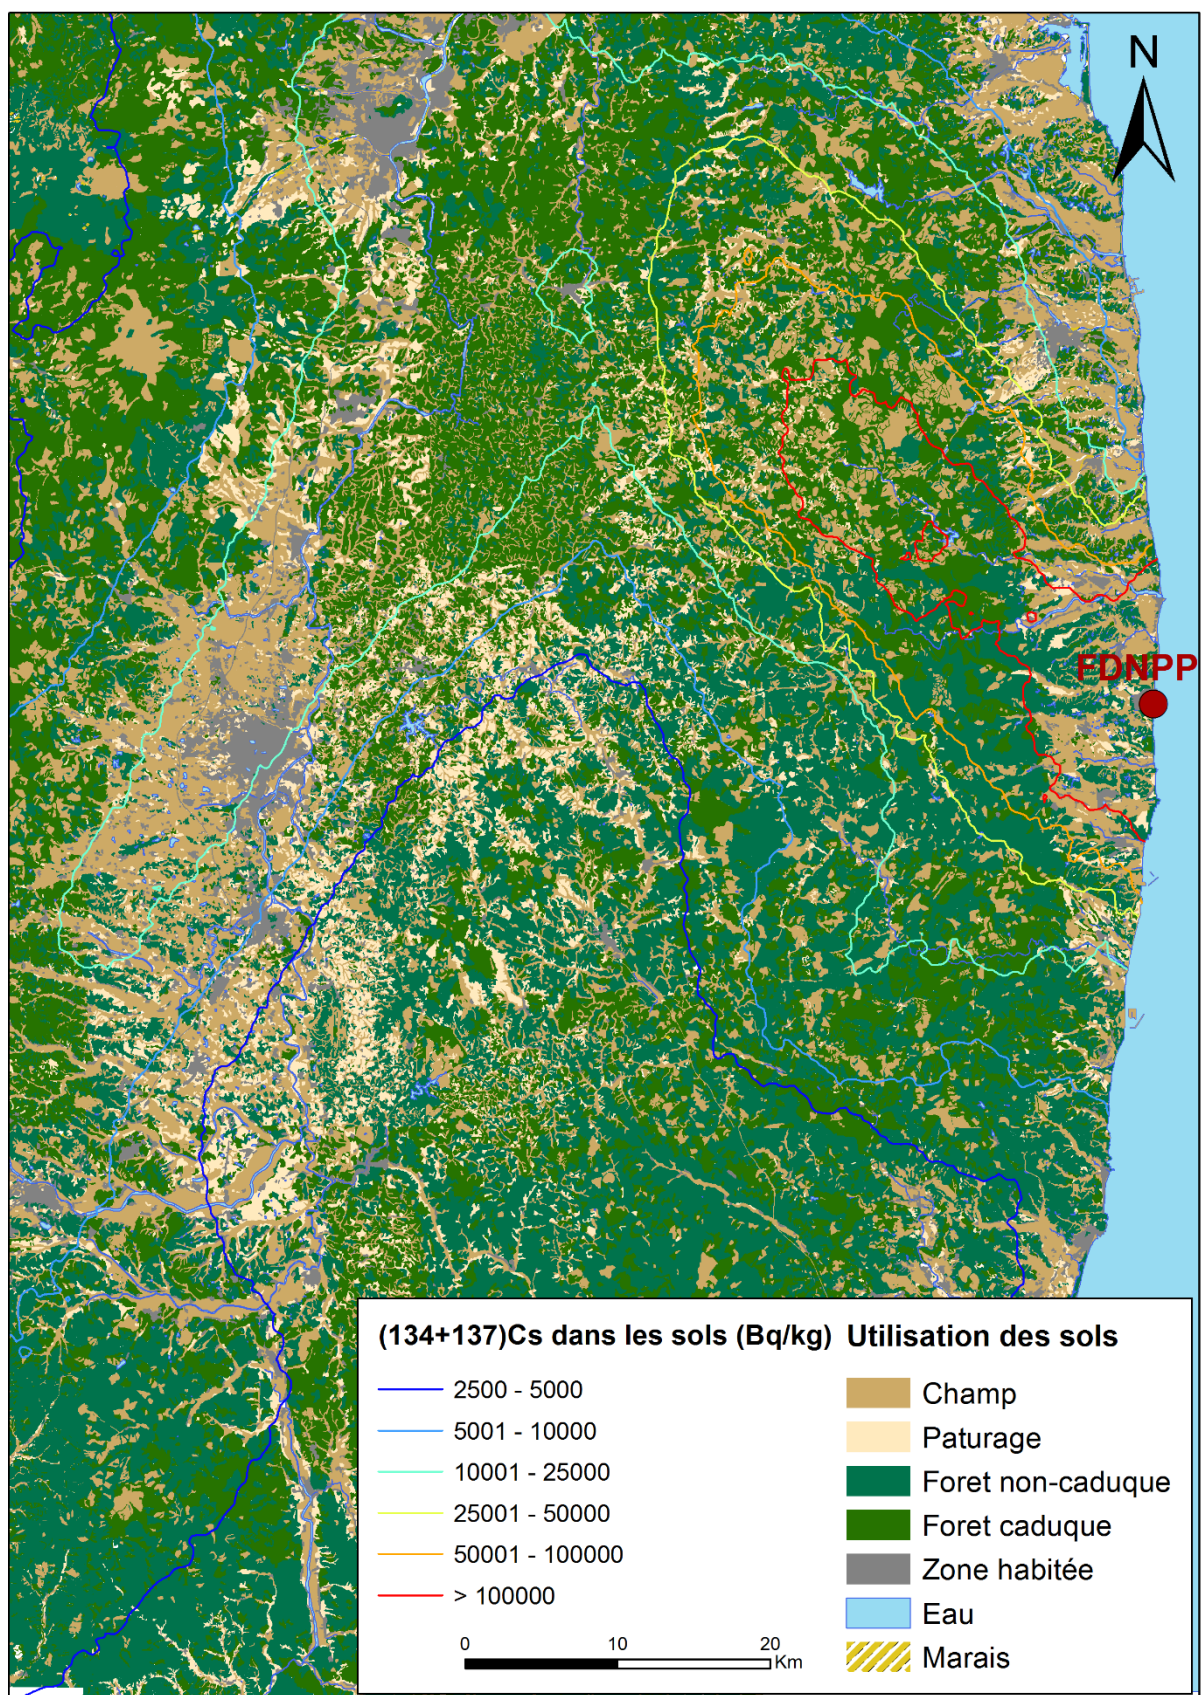 N
FDNPP
(134+137)Cs dans les sols (Bq/kg)
2500 - 5000
5001 - 10000
10001 - 25000
25001 - 50000
50001 - 100000
> 100000
0 10 20
Km
Utilisation des sols
Champ
Paturage
Foret non-caduque
Foret caduque
Zone habitée
Eau
Marais